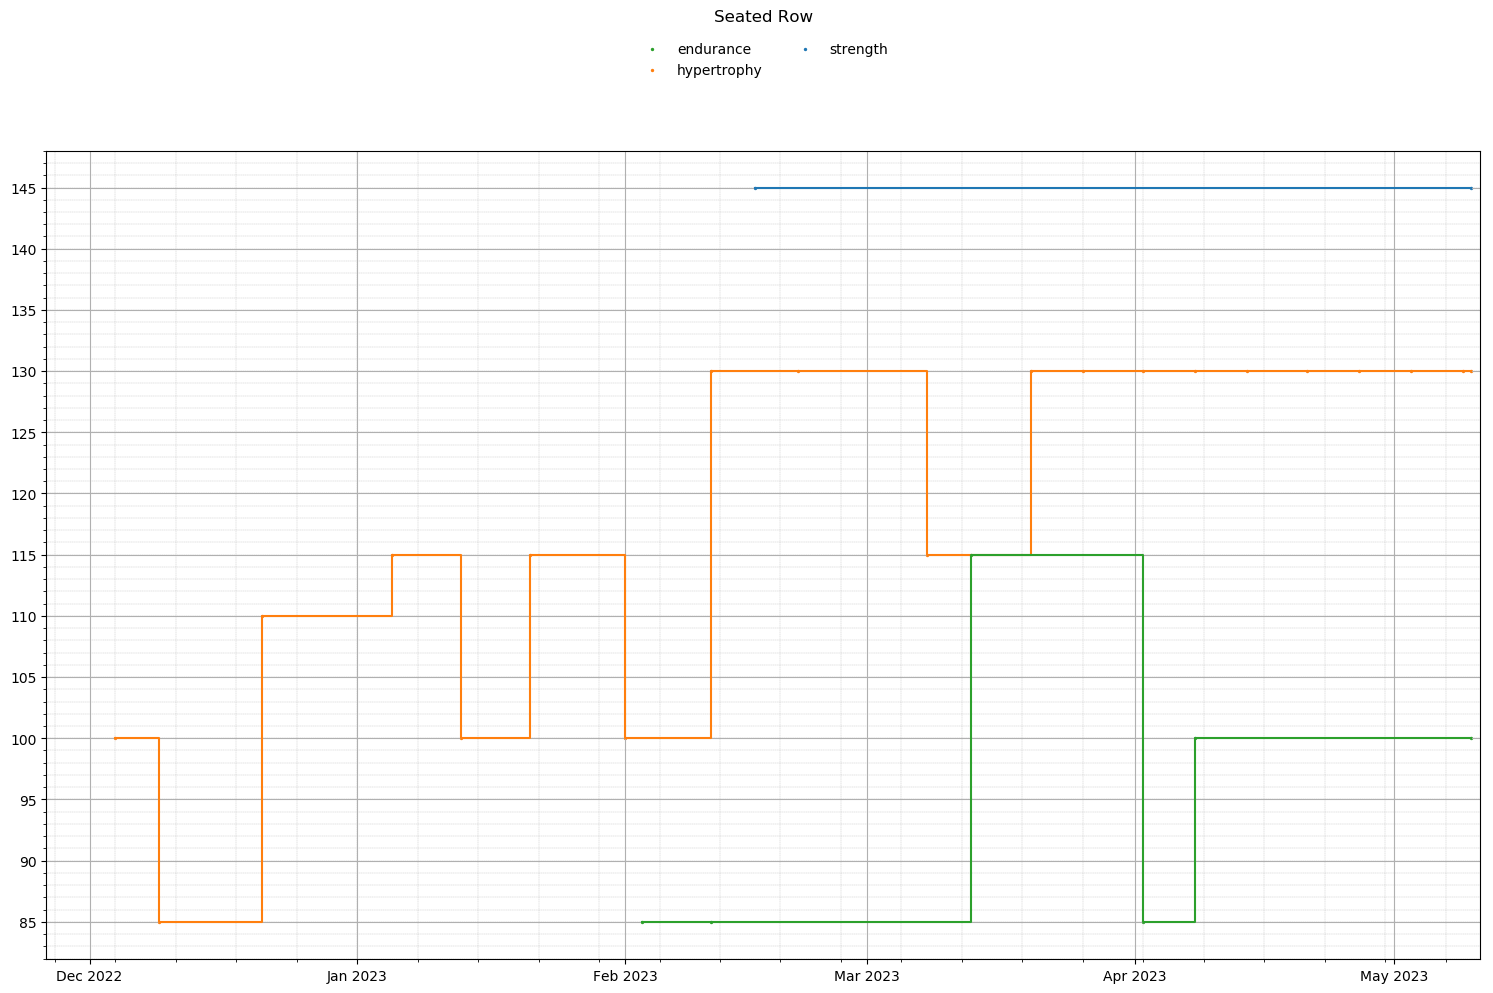 Seated Row
endurance
hypertrophy
strength
145
140
135
130
125
120
115
110
105
100
95
90
85
Dec 2022
Jan 2023
Feb 2023
Mar 2023
Apr 2023
May 2023